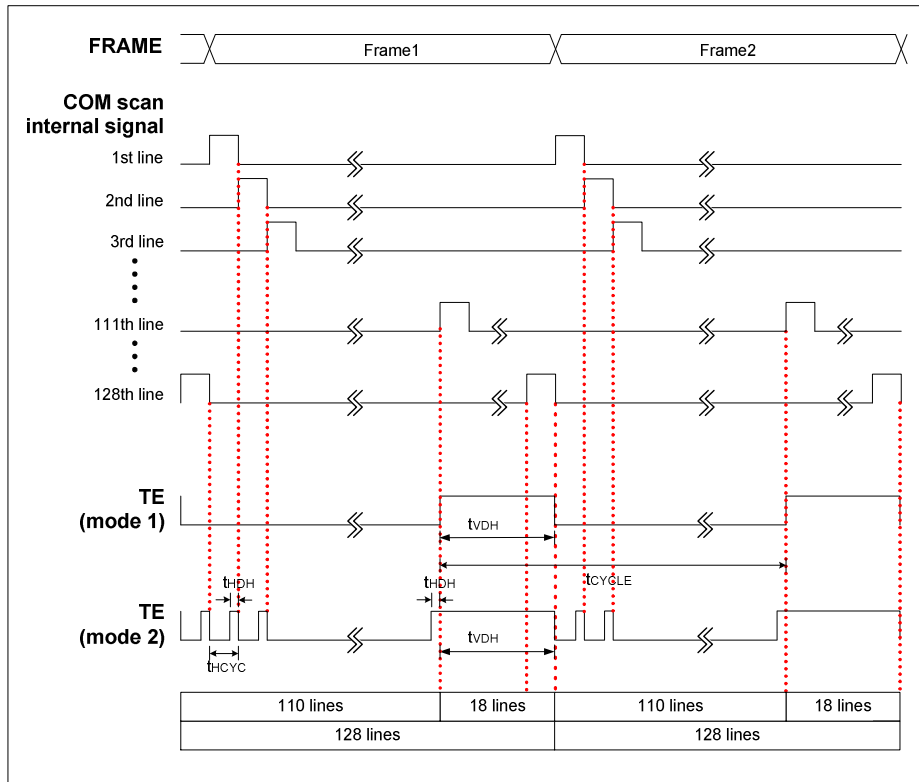 FRAME
Frame1
Frame2
COM scan
internal signal
1st line
2nd line
3rd line
111th line
128th line
TE
(mode 1)
tVDH
tCYCLE
tHDH
tHDH
TE
(mode 2)
tVDH
tHCYC
110 lines
18 lines
110 lines
18 lines
128 lines
128 lines